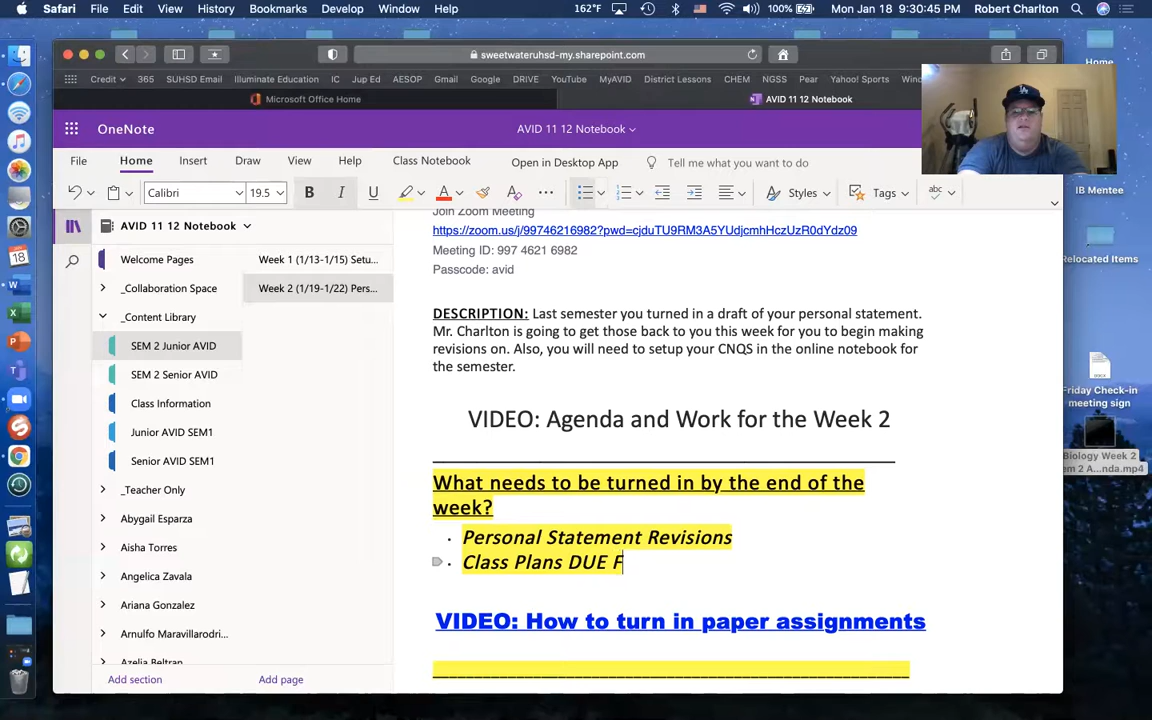 Safari File Edit View History Bookmarks Develop Window Help 162°F 100% Mon Jan 18 9:30:45 PM Robert Charlton
sweetwateruhsd-my.sharepoint.com
Credit 365 SUHSD Email Illuminate Education IC Jup Ed AESOP Gmail Google DRIVE YouTube MyAVID District Lessons CHEM NGSS Pear Yahoo! Sports
Microsoft Office Home AVID 11 12 Notebook
OneNote AVID 11 12 Notebook
File Home Insert Draw View Help Class Notebook Open in Desktop App Tell me what you want to do
Calibri 19.5 B I U A Styles Tags abc
AVID 11 12 Notebook
Welcome Pages
_Collaboration Space
_Content Library
SEM 2 Junior AVID
SEM 2 Senior AVID
Class Information
Junior AVID SEM1
Senior AVID SEM1
_Teacher Only
Abygail Esparza
Aisha Torres
Angelica Zavala
Ariana Gonzalez
Arnulfo Maravillarodri...
Azelia Beltran
Add section
Week 1 (1/13-1/15) Setu...
Week 2 (1/19-1/22) Pers...
Add page
Join Zoom Meeting
https://zoom.us/j/99746216982?pwd=cjduTU9RM3A5YUdjcmhHczUzR0dYdz09
Meeting ID: 997 4621 6982
Passcode: avid
DESCRIPTION: Last semester you turned in a draft of your personal statement.
Mr. Charlton is going to get those back to you this week for you to begin making
revisions on. Also, you will need to setup your CNQS in the online notebook for
the semester.
VIDEO: Agenda and Work for the Week 2
What needs to be turned in by the end of the
week?
· Personal Statement Revisions
· Class Plans DUE F
VIDEO: How to turn in paper assignments
Home
IB Mentee
Relocated Items
Friday Check-in
meeting sign
Biology Week 2
em 2 A...nda.mp4